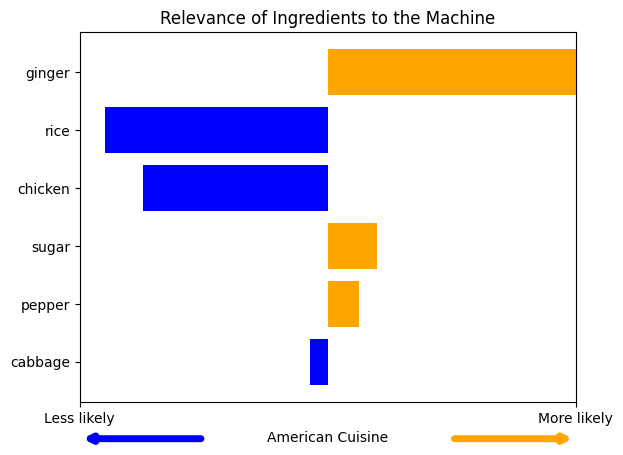 Relevance of Ingredients to the Machine
ginger
rice
chicken
sugar
pepper
cabbage
Less likely More likely
American Cuisine